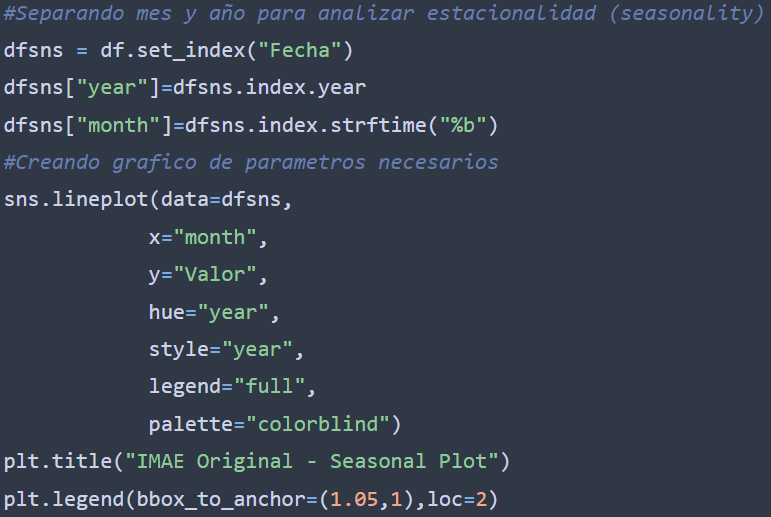 #Separando mes y año para analizar estacionalidad (seasonality)
dfsns = df.set_index("Fecha")
dfsns["year"]=dfsns.index.year
dfsns["month"]=dfsns.index.strftime("%b")
#Creando grafico de parametros necesarios
sns.lineplot(data=dfsns,
            x="month",
            y="Valor",
            hue="year",
            style="year",
            legend="full",
            palette="colorblind")
plt.title("IMAE Original - Seasonal Plot")
plt.legend(bbox_to_anchor=(1.05,1),loc=2)